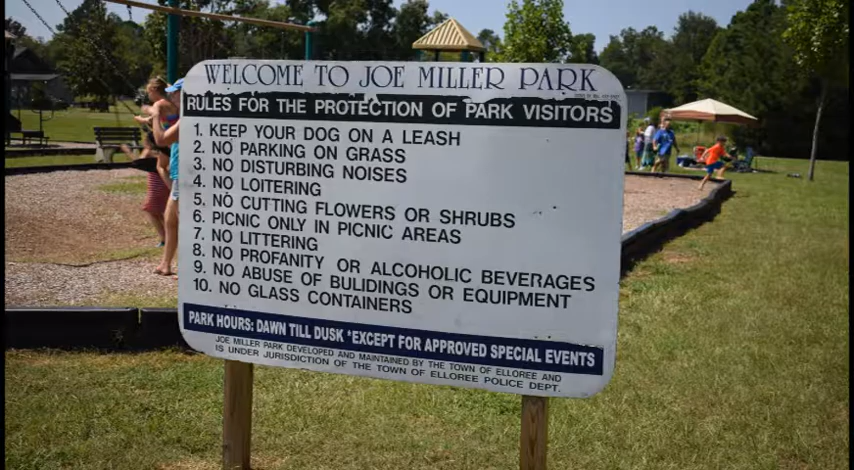 WELCOME TO JOE MILLER PARK
RULES FOR THE PROTECTION OF PARK VISITORS
1. KEEP YOUR DOG ON A LEASH
2. NO PARKING ON GRASS
3. NO DISTURBING NOISES
4. NO LOITERING
5. NO CUTTING FLOWERS OR SHRUBS
6. PICNIC ONLY IN PICNIC AREAS
7. NO LITTERING
8. NO PROFANITY OR ALCOHOLIC BEVERAGES
9. NO ABUSE OF BULIDINGS OR EQUIPMENT
10. NO GLASS CONTAINERS
PARK HOURS: DAWN TILL DUSK *EXCEPT FOR APPROVED SPECIAL EVENTS
JOE MILLER PARK DEVELOPED AND MAINTAINED BY THE TOWN OF ELLOREE AND
IS UNDER JURISDICTION OF THE TOWN OF ELLOREE POLICE DEPT.